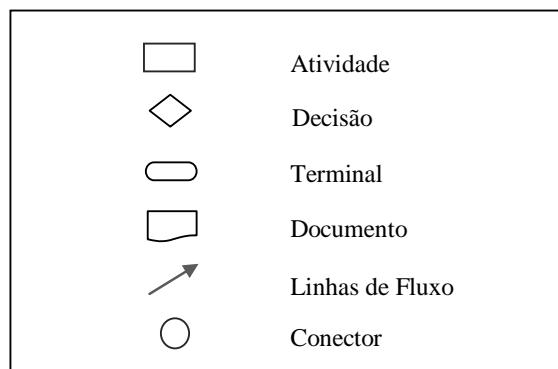 Atividade
Decisão
Terminal
Documento
Linhas de Fluxo
Conector